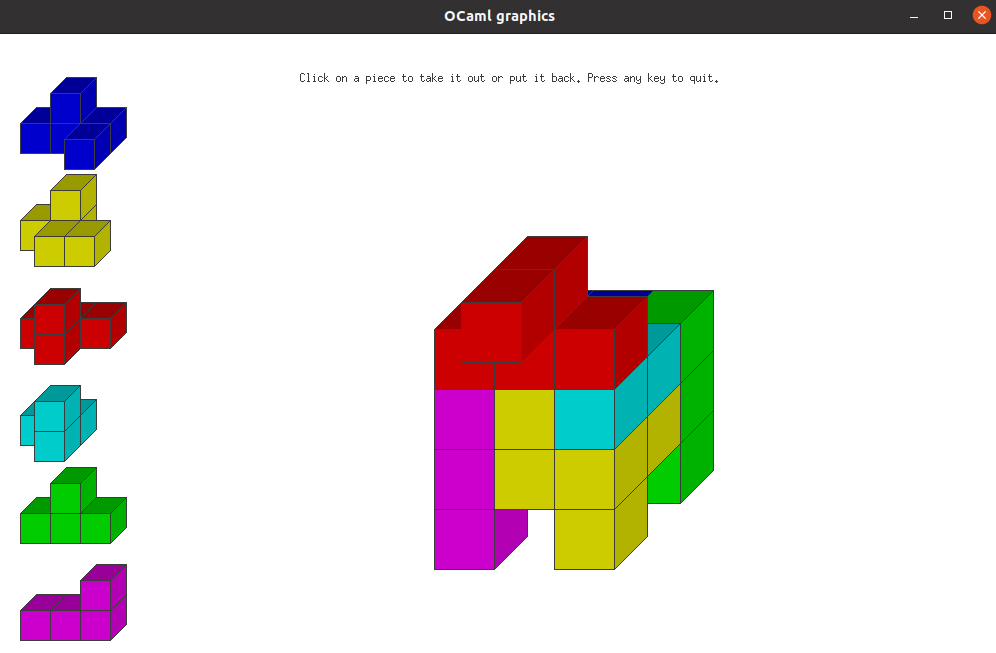 OCaml graphics
Click on a piece to take it out or put it back. Press any key to quit.